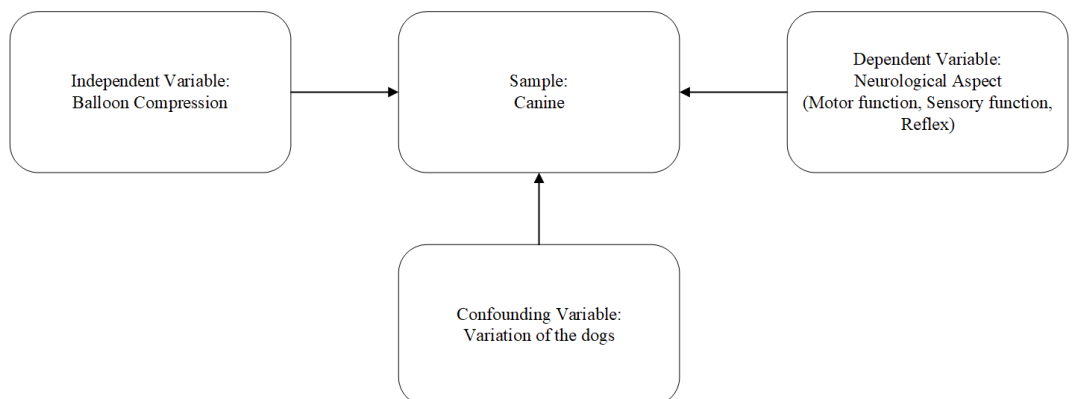 Independent Variable:
Balloon Compression
Sample:
Canine
Dependent Variable:
Neurological Aspect
(Motor function, Sensory function,
Reflex)
Confounding Variable:
Variation of the dogs